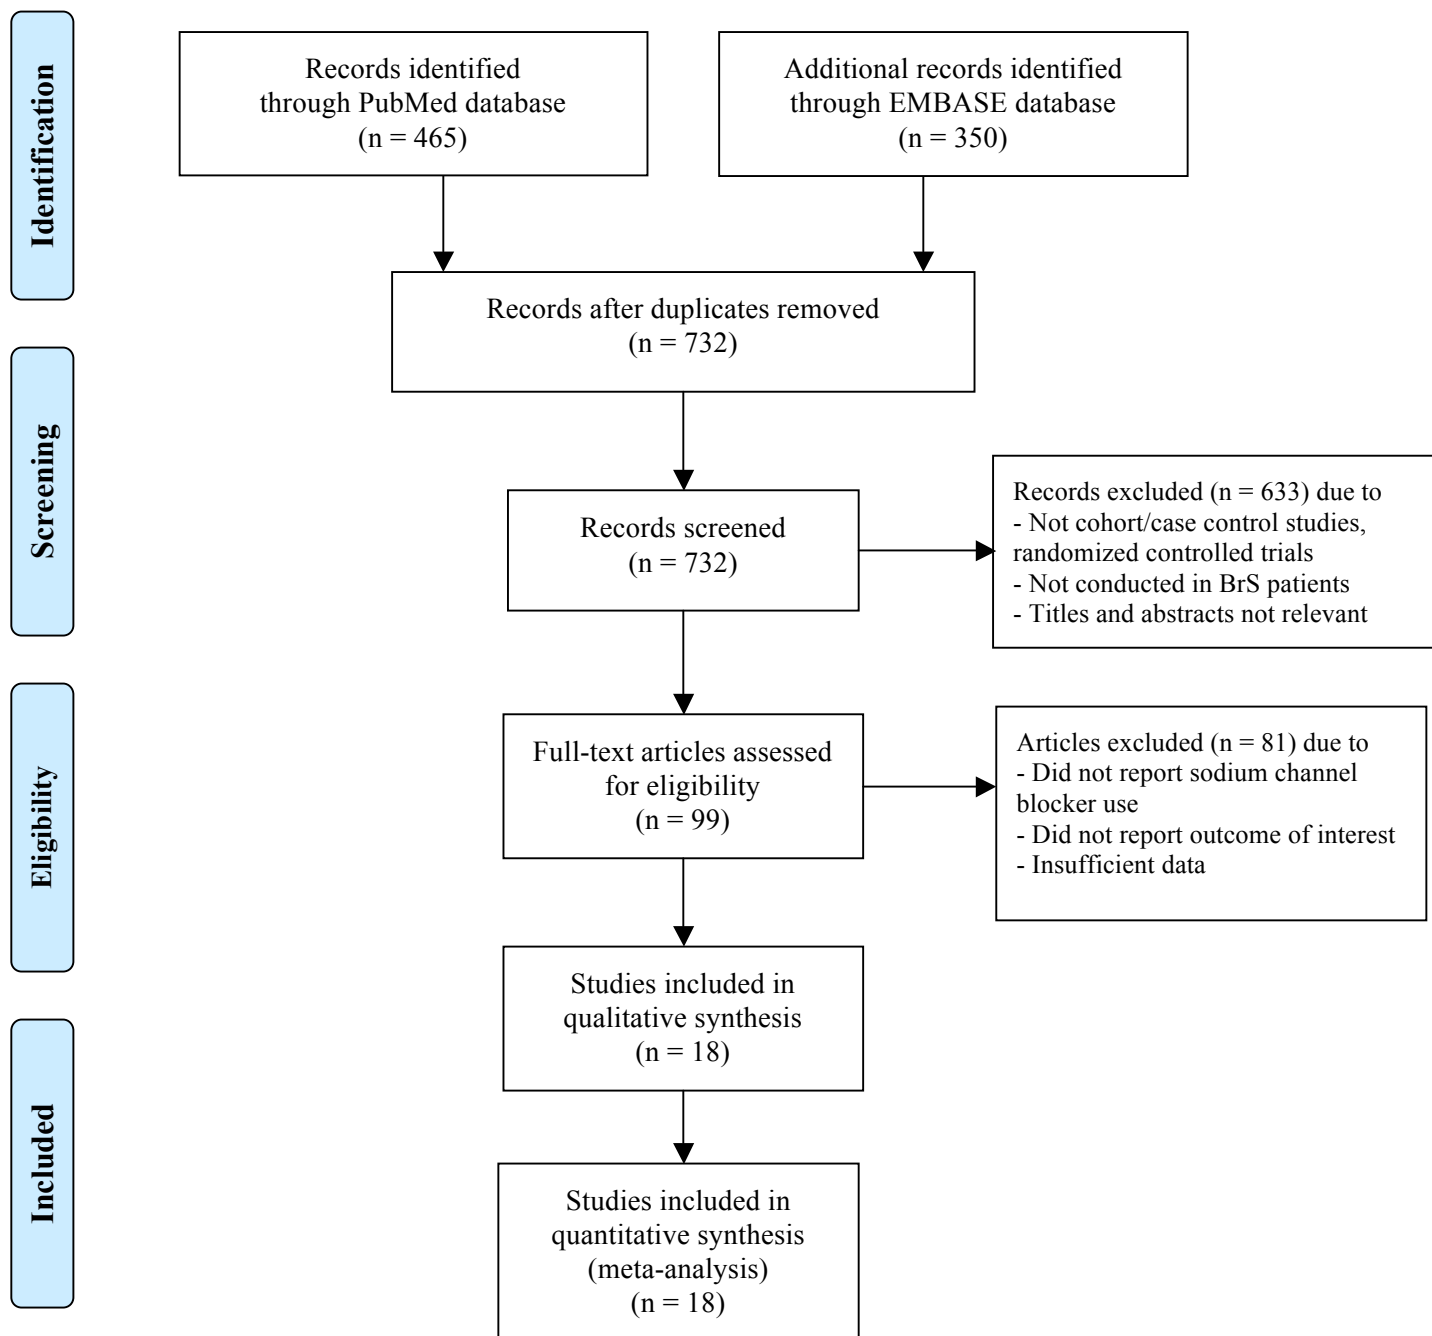 Identification
Records identified
through PubMed database
(n = 465)
Additional records identified
through EMBASE database
(n = 350)
Records after duplicates removed
(n = 732)
Screening
Records screened
(n = 732)
Records excluded (n = 633) due to
- Not cohort/case control studies,
randomized controlled trials
- Not conducted in BrS patients
- Titles and abstracts not relevant
Eligibility
Full-text articles assessed
for eligibility
(n = 99)
Articles excluded (n = 81) due to
- Did not report sodium channel
blocker use
- Did not report outcome of interest
- Insufficient data
Studies included in
qualitative synthesis
(n = 18)
Included
Studies included in
quantitative synthesis
(meta-analysis)
(n = 18)